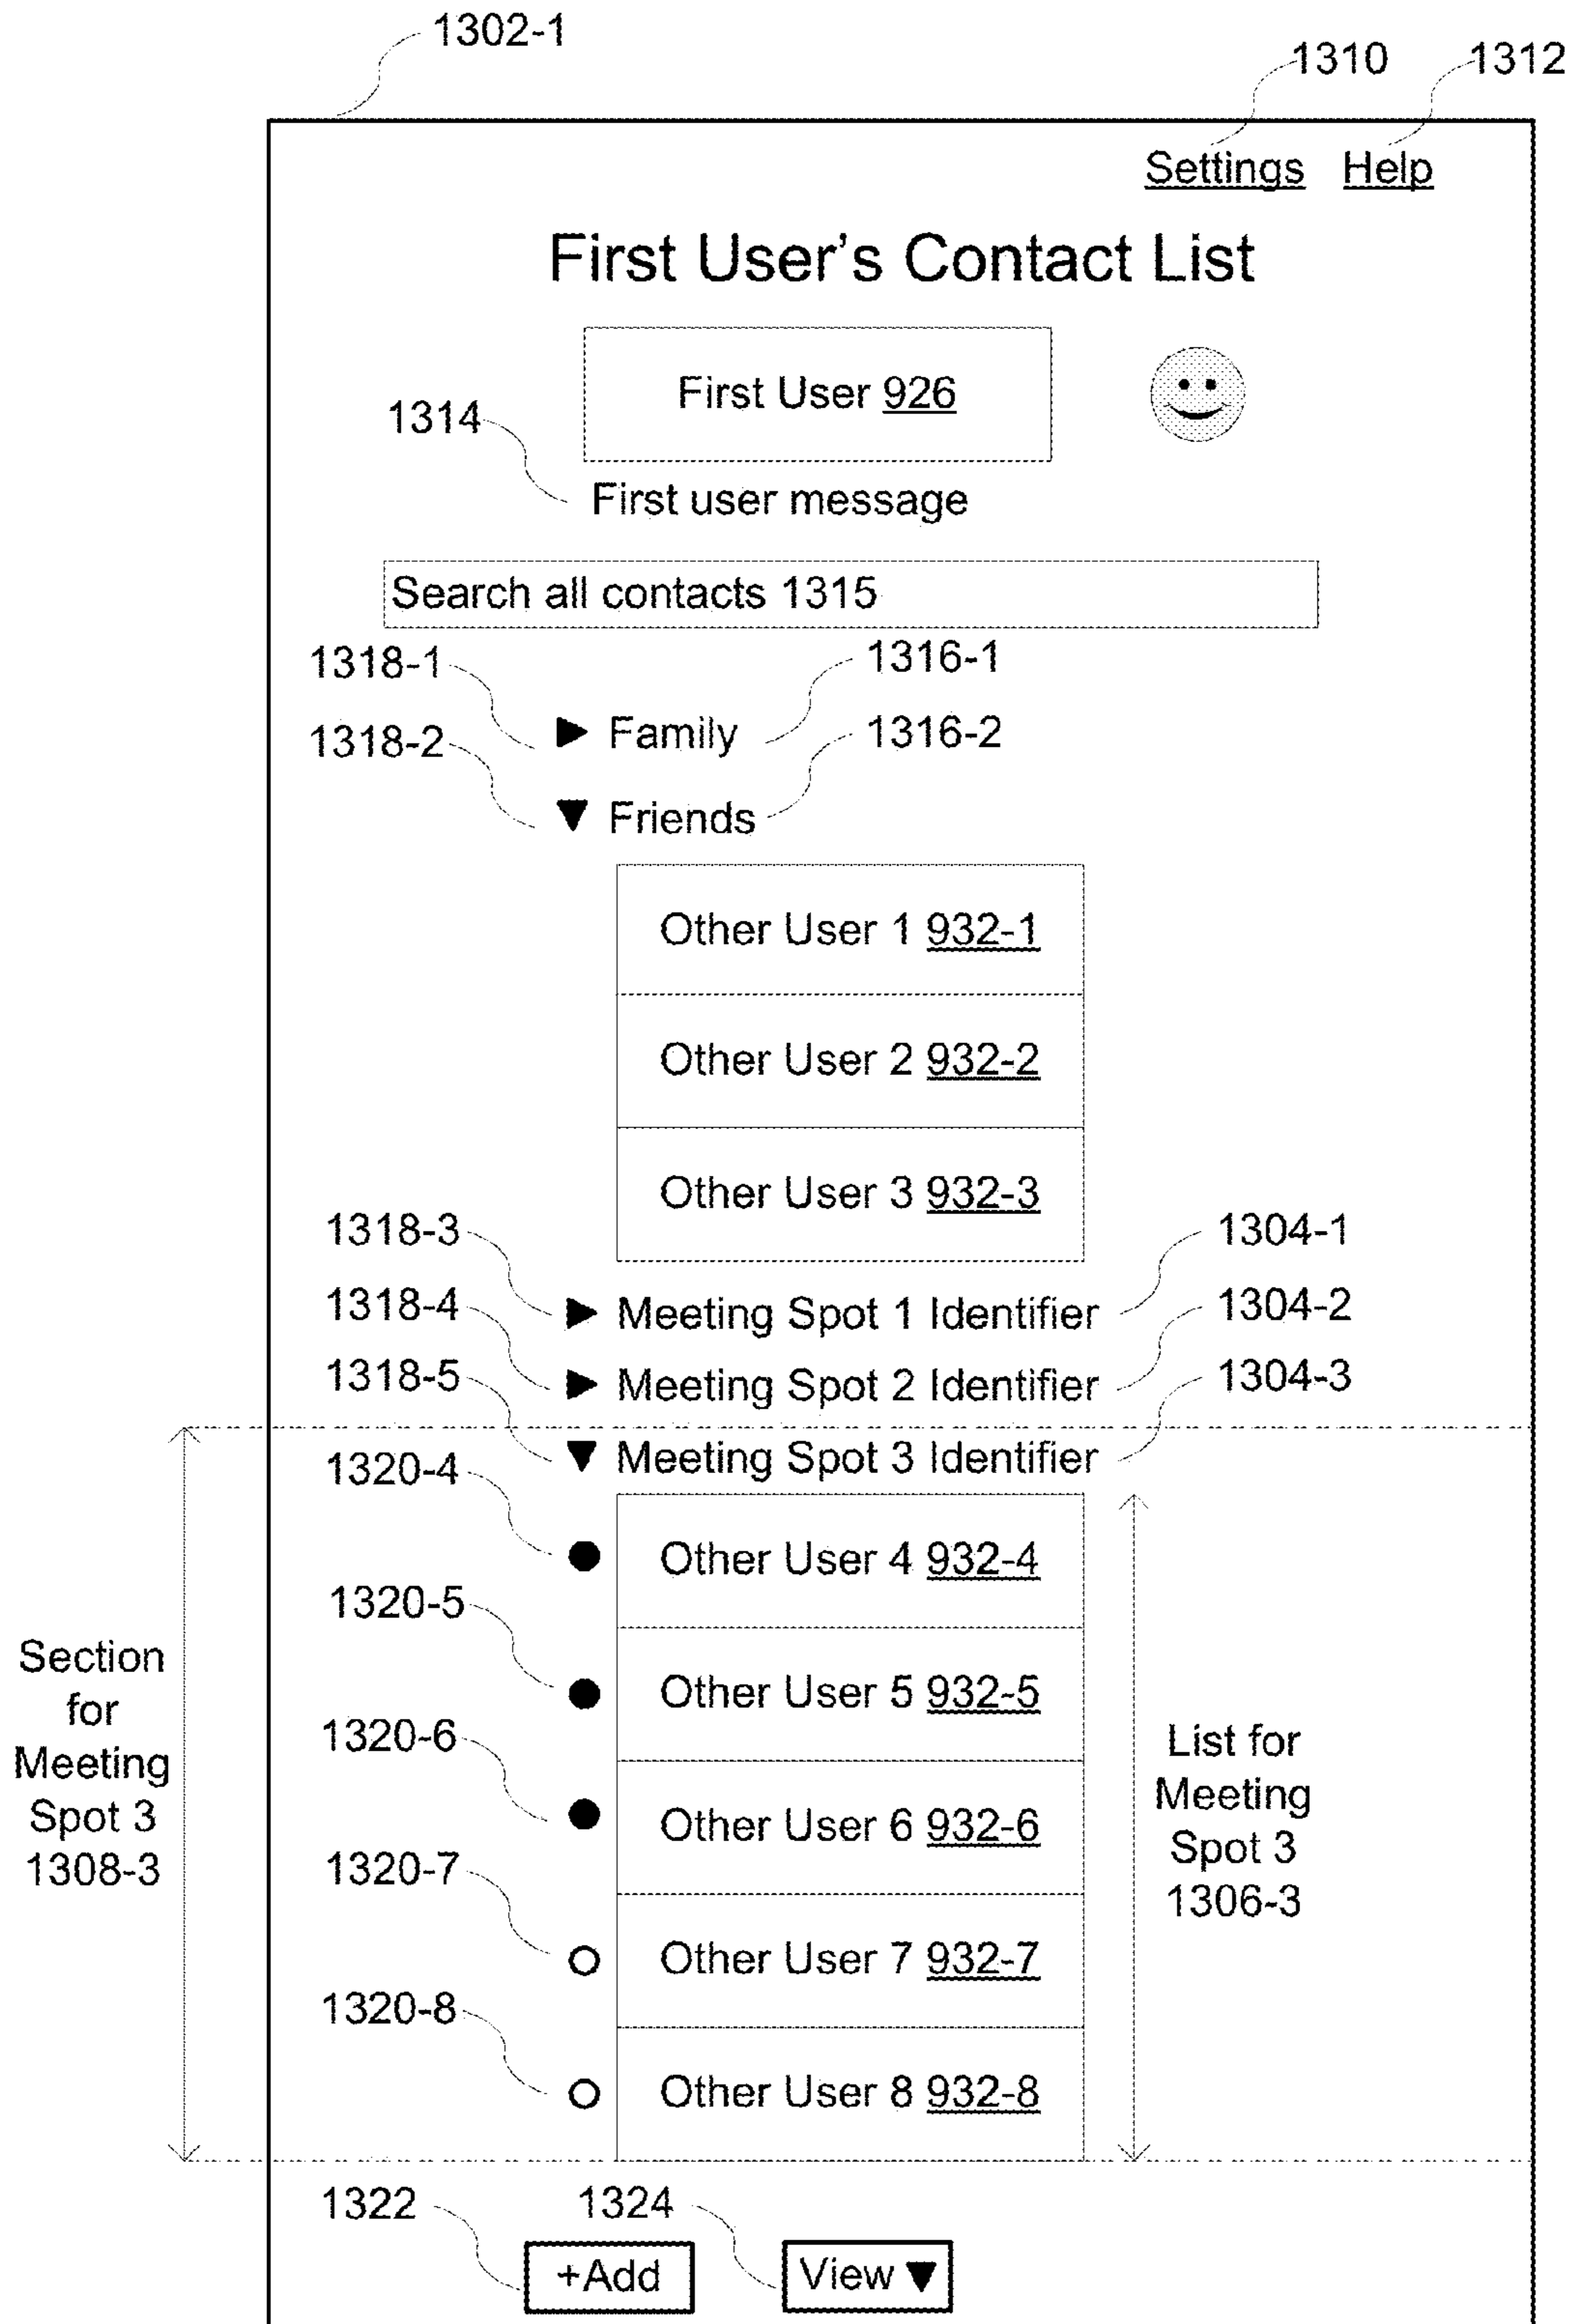 1302-1
1310
1312
Settings Help
First User's Contact List
First User 926
1314
First user message
Search all contacts 1315
1318-1
1316-1
Family
1318-2
1316-2
Friends
Other User 1 932-1
Other User 2 932-2
Other User 3 932-3
1318-3
1304-1
Meeting Spot 1 Identifier
1318-4
1304-2
Meeting Spot 2 Identifier
1318-5
1304-3
Meeting Spot 3 Identifier
1320-4
Other User 4 932-4
1320-5
Other User 5 932-5
1320-6
Other User 6 932-6
1320-7
Other User 7 932-7
1320-8
Other User 8 932-8
Section
for
Meeting
Spot 3
1308-3
List for
Meeting
Spot 3
1306-3
1322
1324
+Add
View